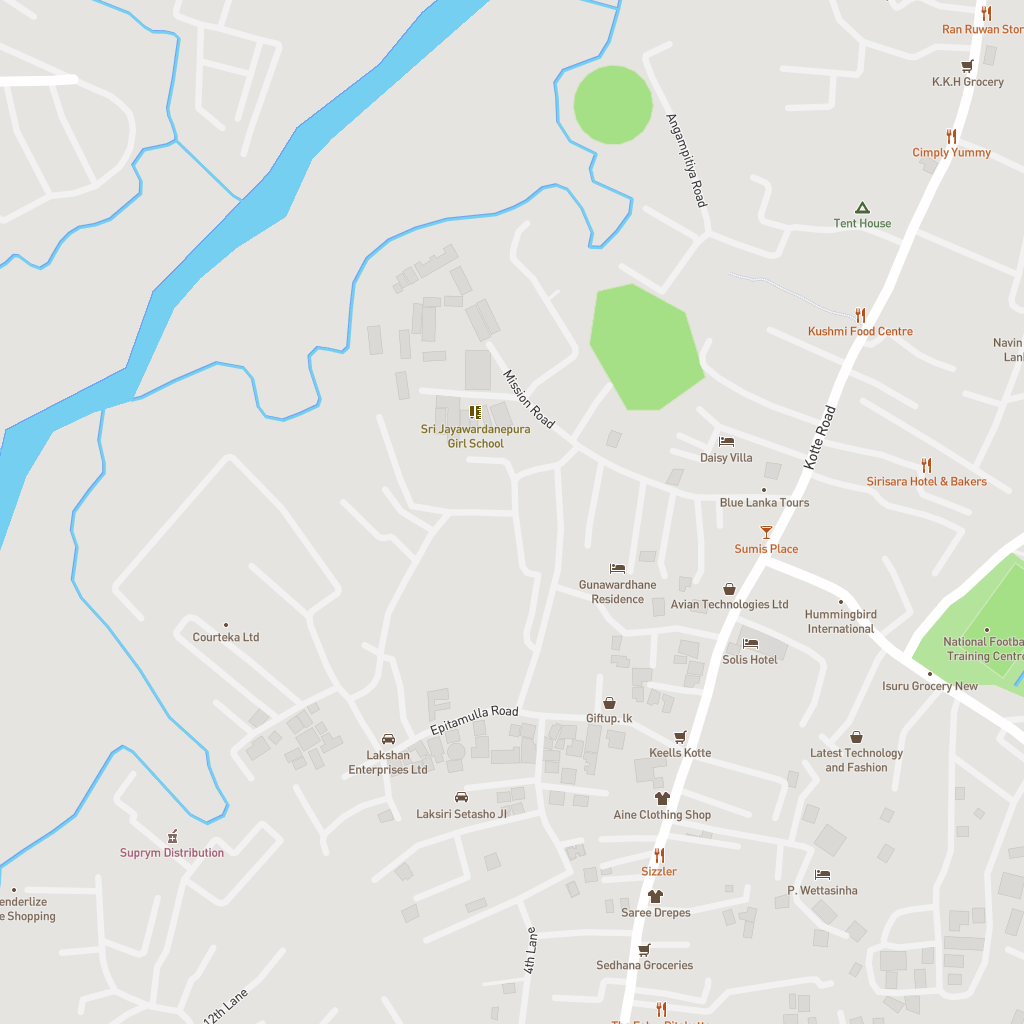 Ran Ruwan Stor
K.K.H Grocery
Cimply Yummy
Angampitiya Road
Tent House
Kushmi Food Centre
Navin
Lan
Mission Road
Sri Jayawardanepura
Girl School
Kotte Road
Daisy Villa
Sirisara Hotel & Bakers
Blue Lanka Tours
Sumis Place
Gunawardhane
Residence
Avian Technologies Ltd
Hummingbird
International
Courteka Ltd
National Footba
Training Centre
Solis Hotel
Isuru Grocery New
Epitamulla Road
Giftup. lk
Keells Kotte
Lakshan
Enterprises Ltd
Latest Technology
and Fashion
Laksiri Setasho JI
Aine Clothing Shop
Suprym Distribution
Sizzler
P. Wettasinha
enderlize
e Shopping
Saree Drepes
4th Lane
Sedhana Groceries
12th Lane